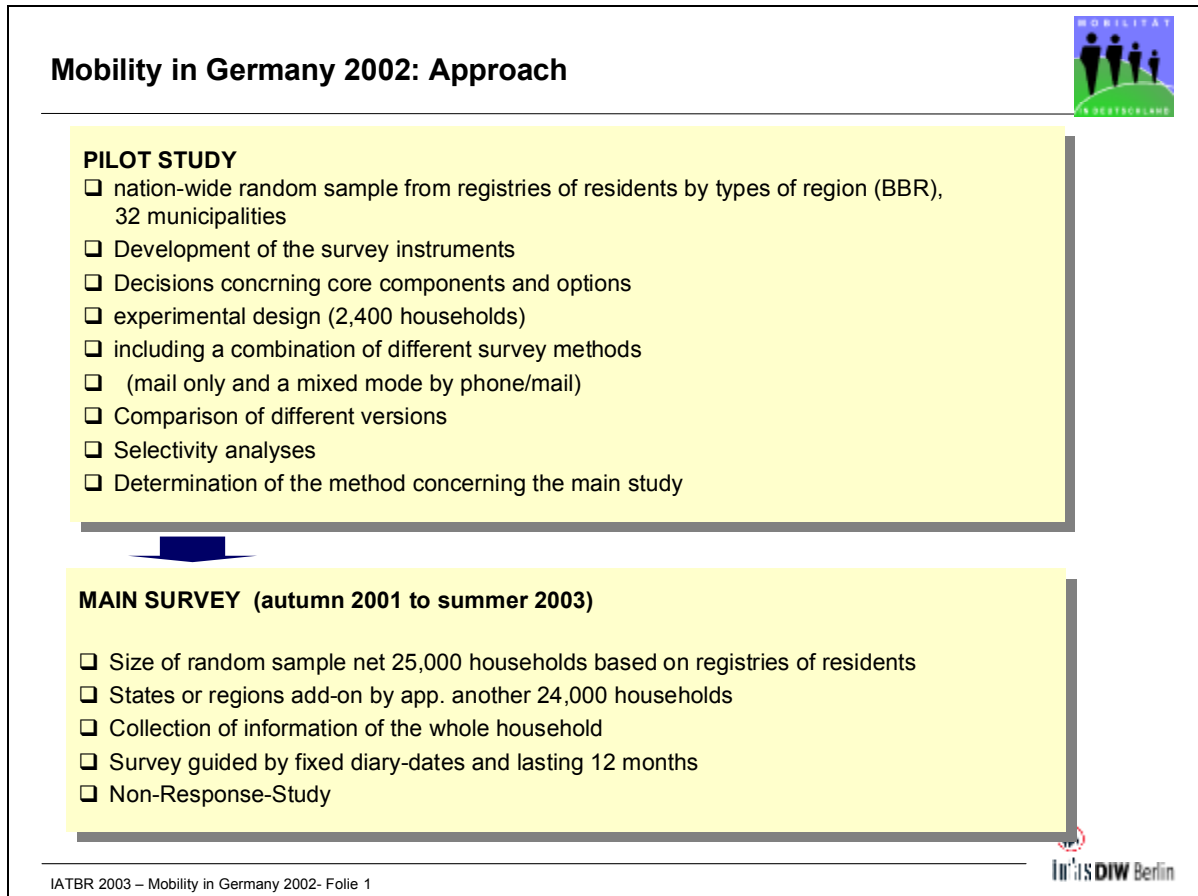 MOBILITÄT
IN DEUTSCHLAND
Mobility in Germany 2002: Approach
PILOT STUDY
❑ nation-wide random sample from registries of residents by types of region (BBR),
32 municipalities
❑ Development of the survey instruments
❑ Decisions concrning core components and options
❑ experimental design (2,400 households)
❑ including a combination of different survey methods
❑ (mail only and a mixed mode by phone/mail)
❑ Comparison of different versions
❑ Selectivity analyses
❑ Determination of the method concerning the main study
MAIN SURVEY (autumn 2001 to summer 2003)
❑ Size of random sample net 25,000 households based on registries of residents
❑ States or regions add-on by app. another 24,000 households
❑ Collection of information of the whole household
❑ Survey guided by fixed diary-dates and lasting 12 months
❑ Non-Response-Study
DIW Berlin
IATBR 2003 – Mobility in Germany 2002- Folie 1